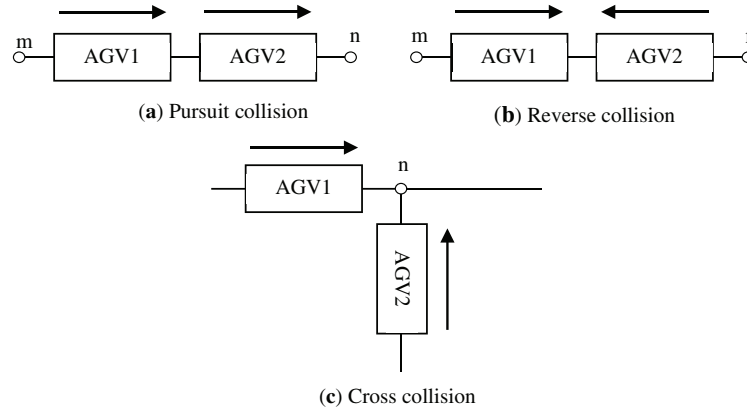 m AGV1 AGV2 n
m AGV1 AGV2
(a) Pursuit collision
(b) Reverse collision
n
AGV1
AGV2
(c) Cross collision